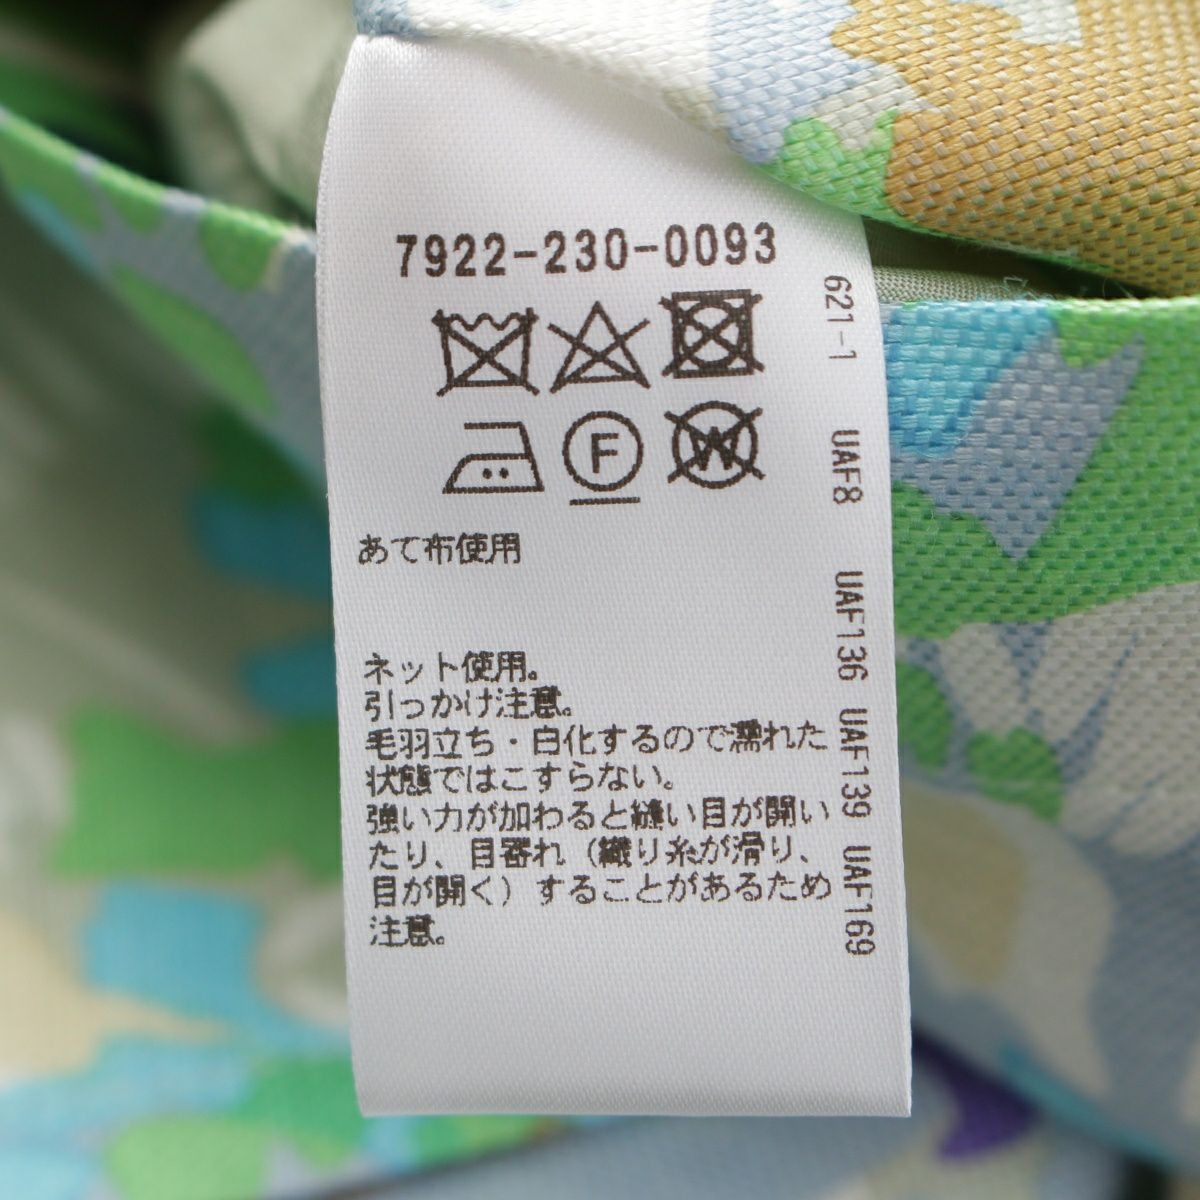 7922-230-0093
F
W
あて布使用
ネット使用。
引っかけ注意。
毛羽立ち・白化するので濡れた
状態ではこすらない。
強い力が加わると縫い目が開い
たり、目寄れ（織り糸が滑り、
目が開く）することがあるため
注意。
621-1 UAF8 UAF136 UAF139 UAF169